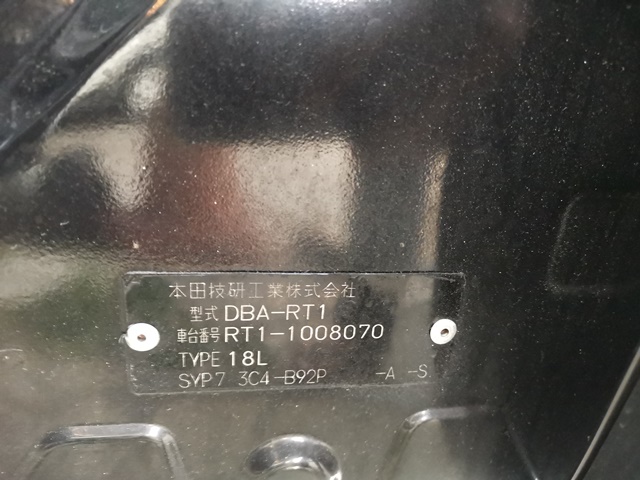 本田技研工業株式会社
型式 DBA-RT1
車台番号 RT1-1008070
TYPE 18L
SYP7 3C4-B92P -A -S